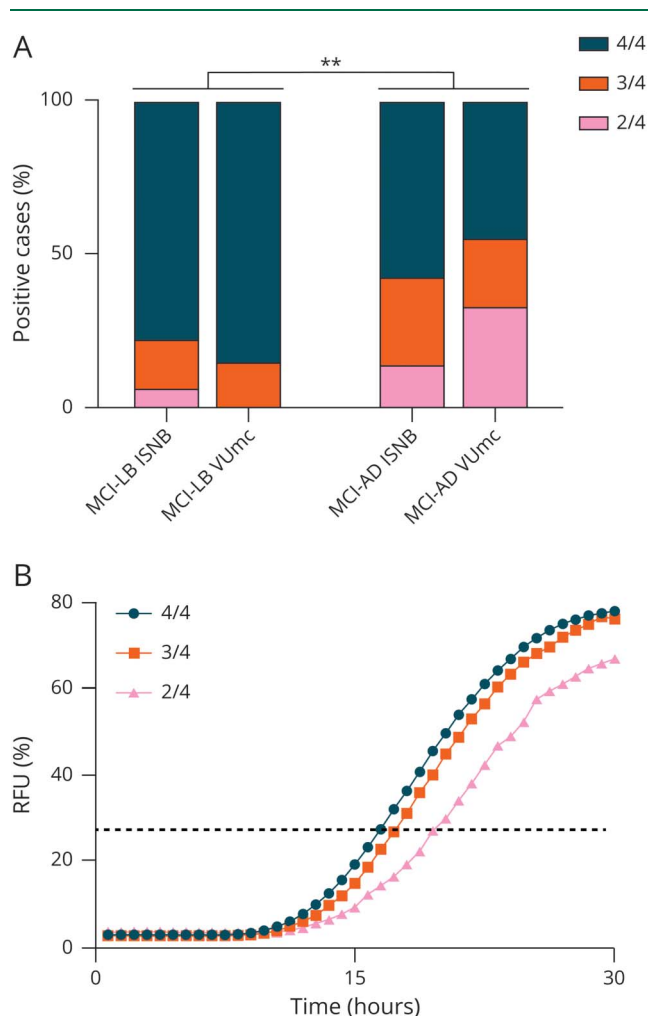 A
**
4/4
3/4
2/4
Positive cases (%)
100
50
0
MCI-LB ISNB
MCI-LB VUmc
MCI-AD ISNB
MCI-AD VUmc
B
4/4
3/4
2/4
RFU (%)
80
60
40
20
0
0
15
30
Time (hours)